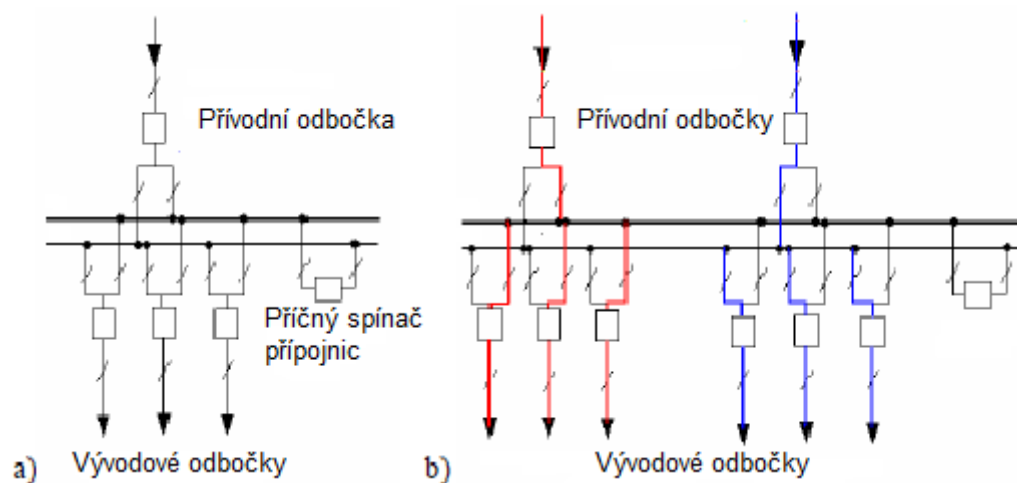 Přívodní odbočka
Příčný spínač
přípojnic
Vývodové odbočky
a)
Přívodní odbočky
Vývodové odbočky
b)